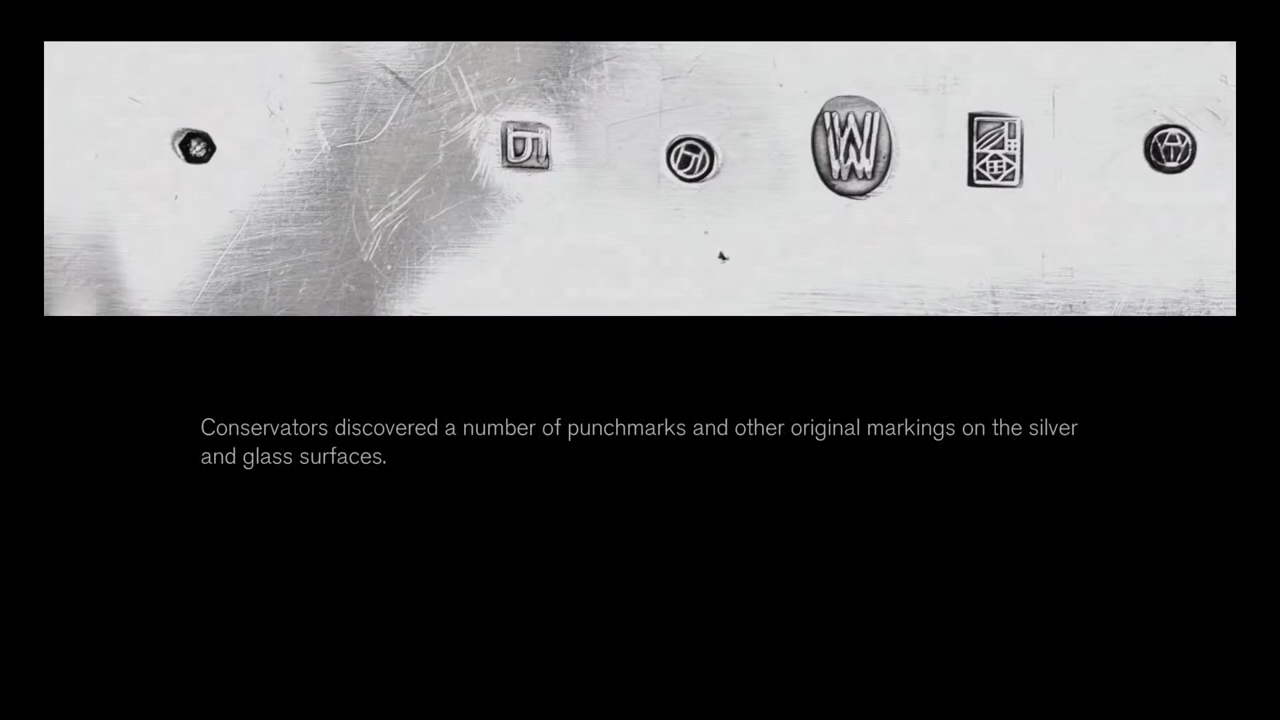 W
Conservators discovered a number of punchmarks and other original markings on the silver
and glass surfaces.